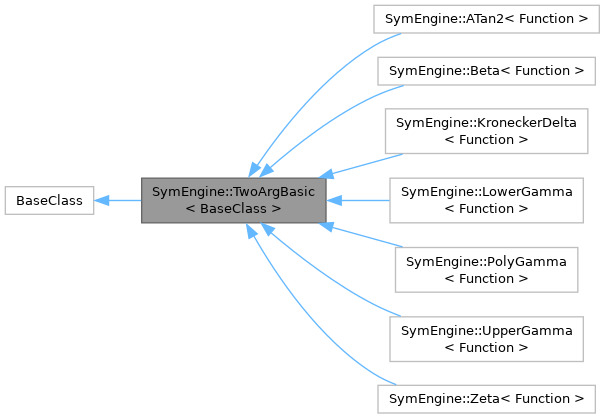 SymEngine::ATan2< Function >
SymEngine::Beta< Function >
SymEngine::KroneckerDelta
< Function >
BaseClass
SymEngine::TwoArgBasic
< BaseClass >
SymEngine::LowerGamma
< Function >
SymEngine::PolyGamma
< Function >
SymEngine::UpperGamma
< Function >
SymEngine::Zeta< Function >